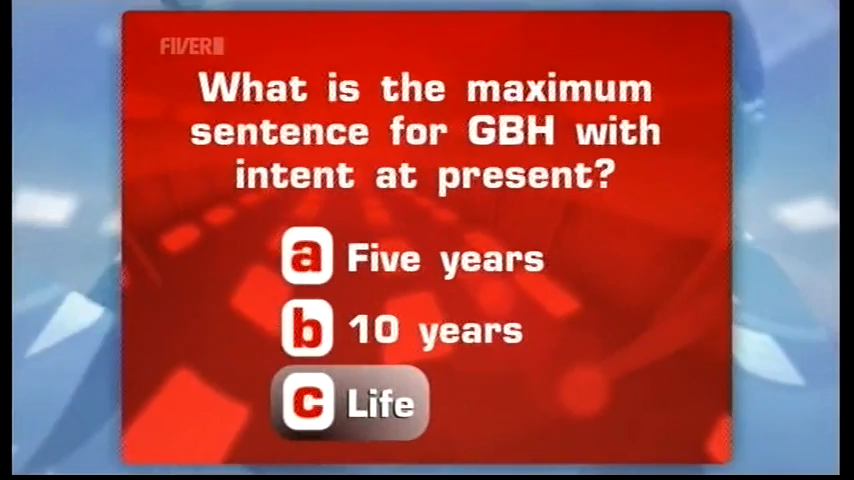 FIVER
What is the maximum
sentence for GBH with
intent at present?
a Five years
b 10 years
c Life